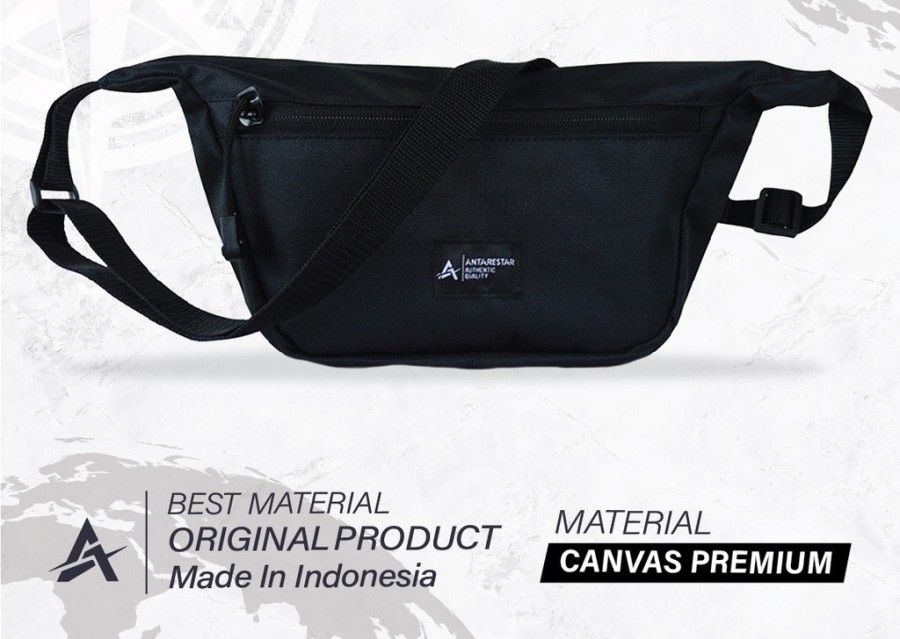 ANTARESTAR
AUTHENTIC
QUALITY
BEST MATERIAL
ORIGINAL PRODUCT
Made In Indonesia
MATERIAL
CANVAS PREMIUM